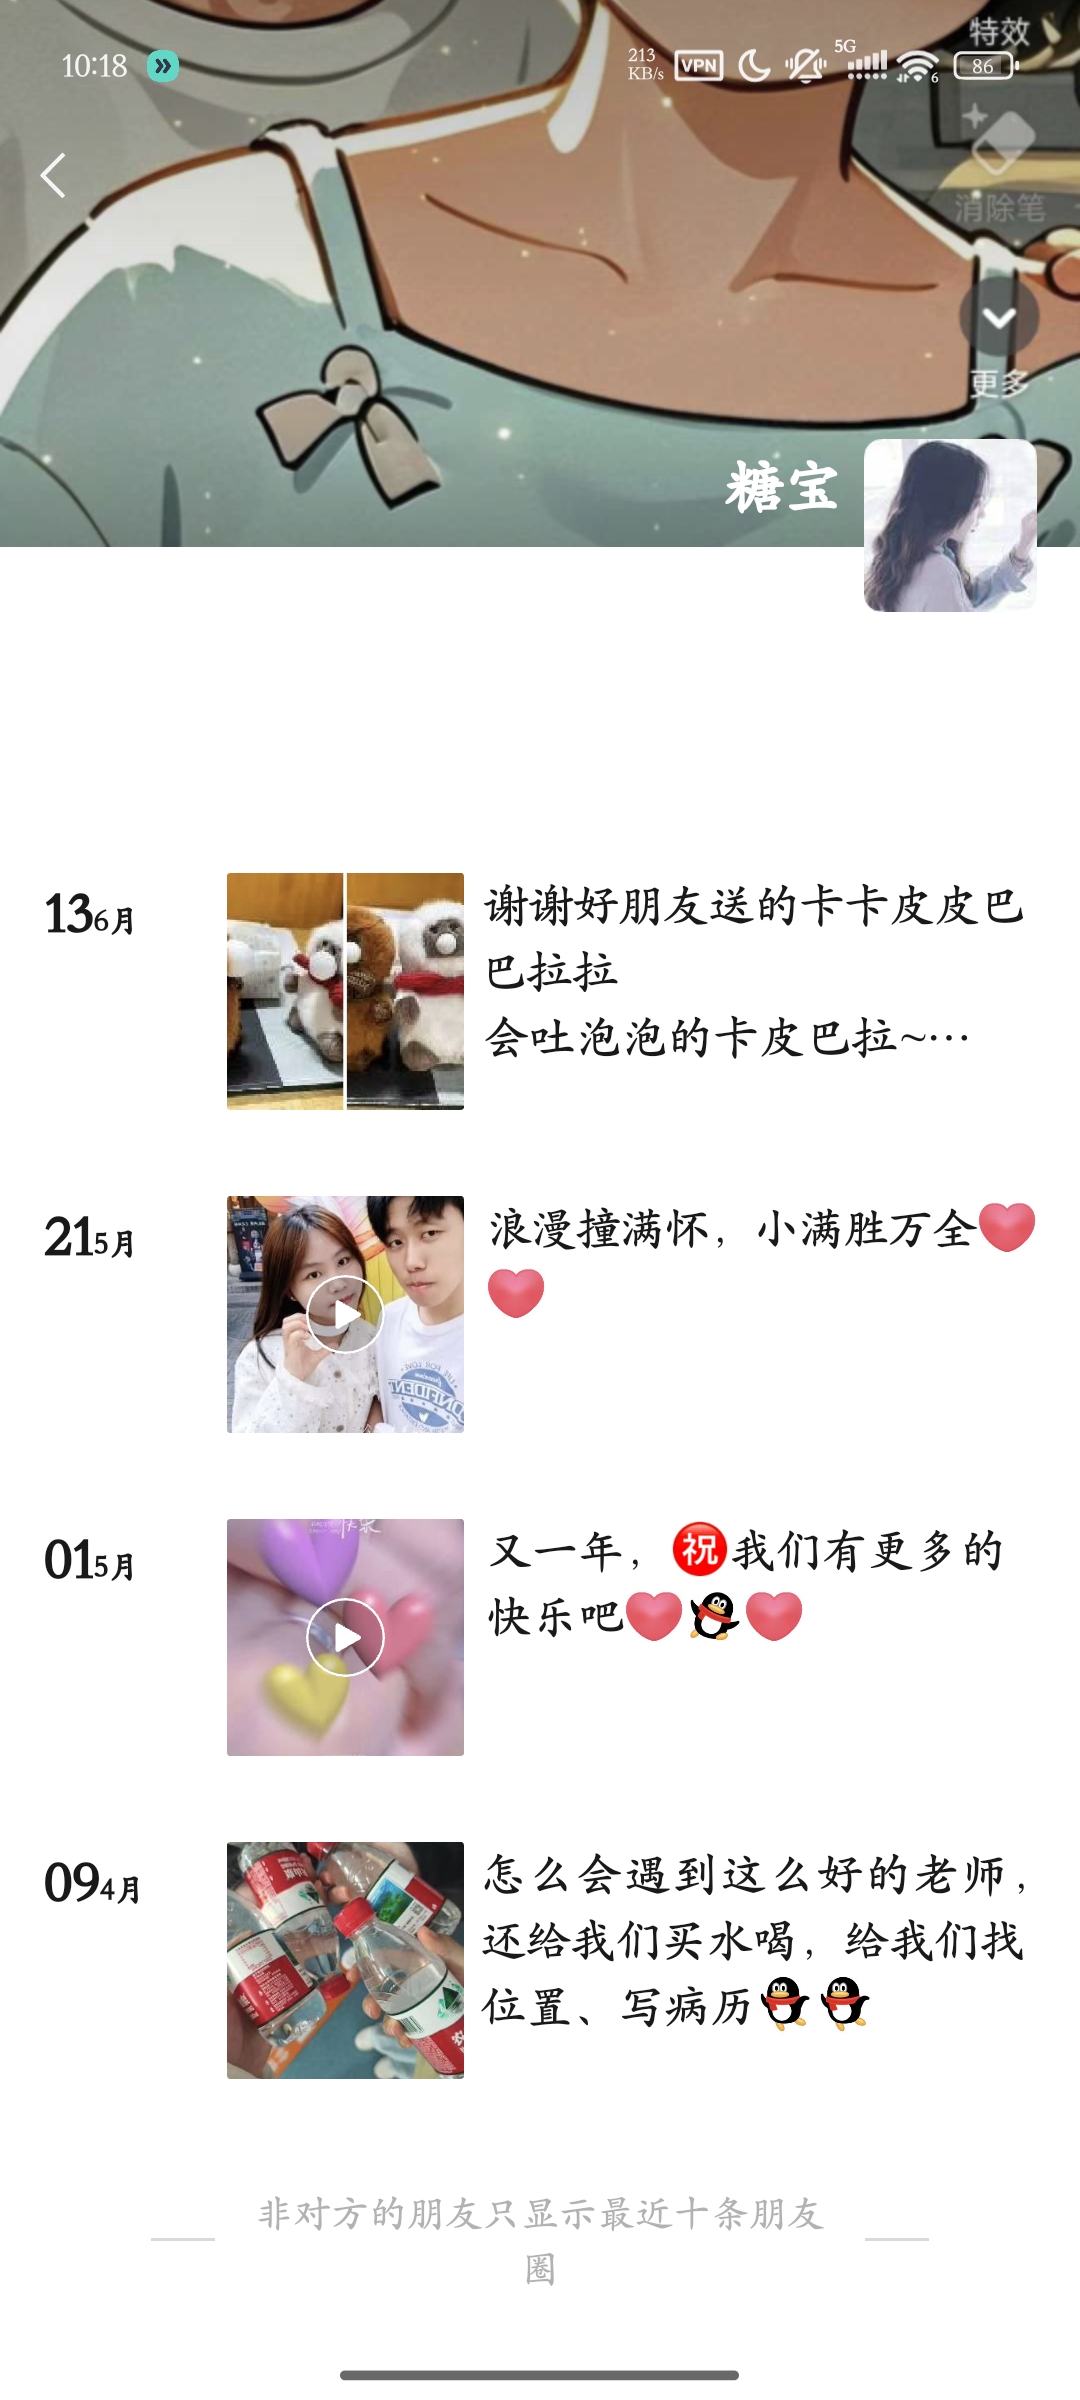 特效
10:18
213
KB/s
VPN
5G
6
86
消除笔
更多
糖宝
13 6月
谢谢好朋友送的卡卡皮皮巴
巴拉拉
会吐泡泡的卡皮巴拉~…
21 5月
浪漫撞满怀，小满胜万全
01 5月
又一年，祝我们有更多的
快乐吧
09 4月
怎么会遇到这么好的老师，
还给我们买水喝，给我们找
位置、写病历
非对方的朋友只显示最近十条朋友
圈